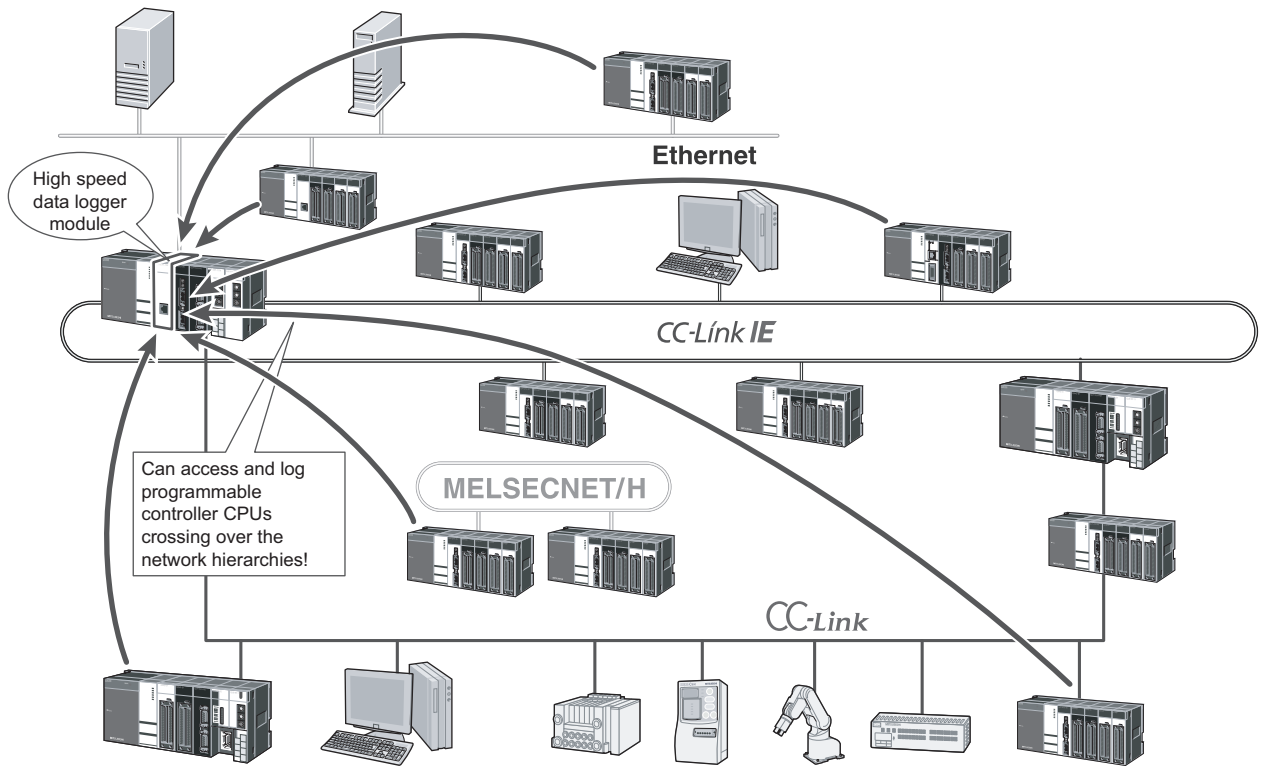 Ethernet
High speed
data logger
module
CC-Link IE
Can access and log
programmable
controller CPUs
crossing over the
network hierarchies!
MELSECNET/H
CC-Link